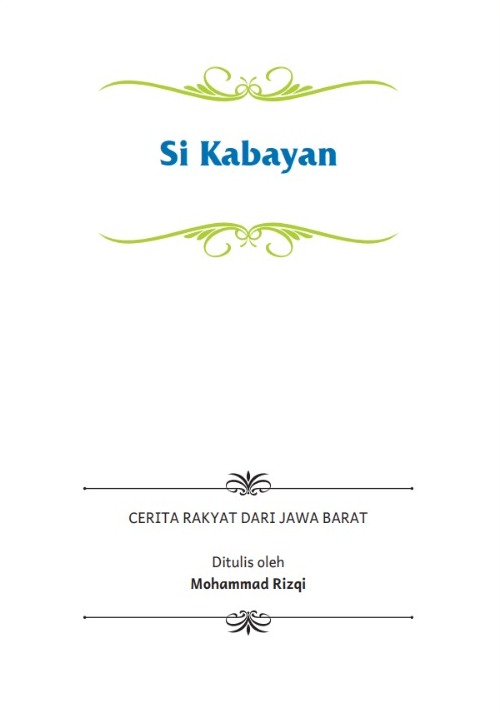 Si Kabayan
CERITA RAKYAT DARI JAWA BARAT
Ditulis oleh
Mohammad Rizqi